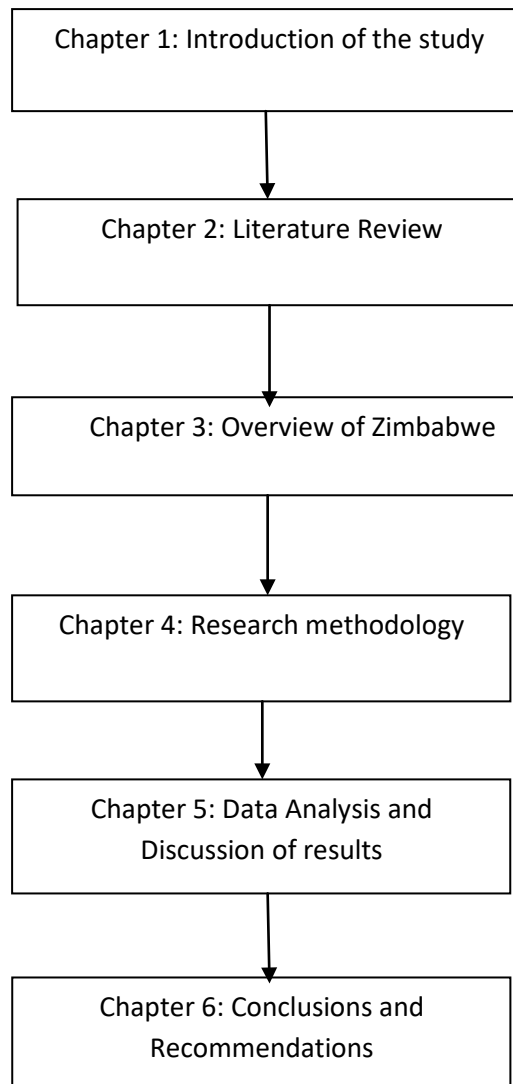 Chapter 1: Introduction of the study
Chapter 2: Literature Review
Chapter 3: Overview of Zimbabwe
Chapter 4: Research methodology
Chapter 5: Data Analysis and
Discussion of results
Chapter 6: Conclusions and
Recommendations